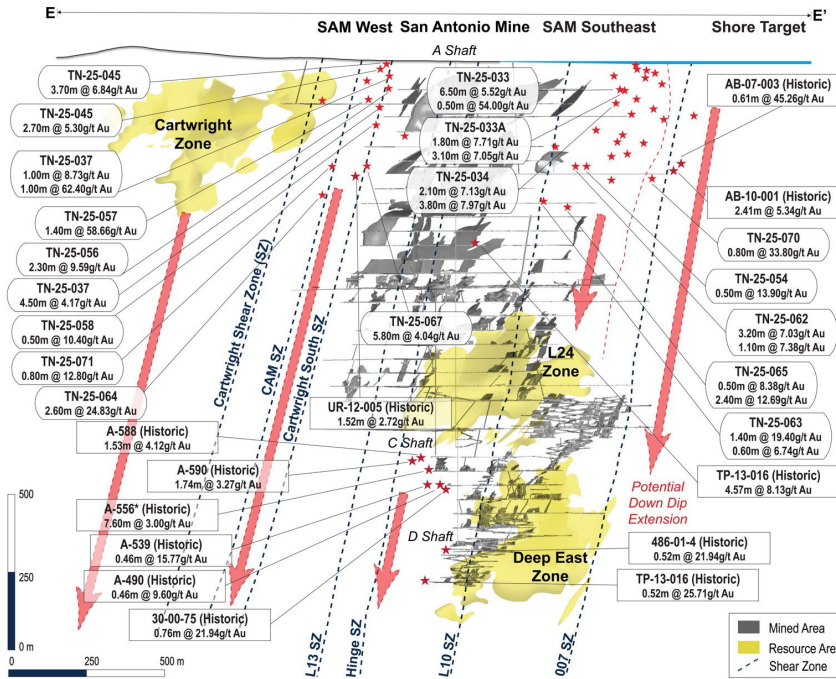 E
E'
SAM West
San Antonio Mine
SAM Southeast
Shore Target
A Shaft
TN-25-045
3.70m @ 6.84g/t Au
TN-25-045
2.70m @ 5.30g/t Au
TN-25-037
1.00m @ 8.73g/t Au
1.00m @ 62.40g/t Au
TN-25-057
1.40m @ 58.66g/t Au
TN-25-056
2.30m @ 9.59g/t Au
TN-25-037
4.50m @ 4.17g/t Au
TN-25-058
0.50m @ 10.40g/t Au
TN-25-071
0.80m @ 12.80g/t Au
TN-25-064
2.60m @ 24.83g/t Au
A-588 (Historic)
1.53m @ 4.12g/t Au
A-590 (Historic)
1.74m @ 3.27g/t Au
A-556* (Historic)
7.60m @ 3.00g/t Au
A-539 (Historic)
0.46m @ 15.77g/t Au
A-490 (Historic)
0.46m @ 9.60g/t Au
30-00-75 (Historic)
0.76m @ 21.94g/t Au
Cartwright
Zone
Cartwright Shear Zone (SZ)
CAM SZ
Cartwright South SZ
TN-25-033
6.50m @ 5.52g/t Au
0.50m @ 54.00g/t Au
TN-25-033A
1.80m @ 7.71g/t Au
3.10m @ 7.05g/t Au
TN-25-034
2.10m @ 7.13g/t Au
3.80m @ 7.97g/t Au
TN-25-067
5.80m @ 4.04g/t Au
UR-12-005 (Historic)
1.52m @ 2.72g/t Au
L24
Zone
C Shaft
D Shaft
Deep East
Zone
AB-07-003 (Historic)
0.61m @ 45.26g/t Au
AB-10-001 (Historic)
2.41m @ 5.34g/t Au
TN-25-070
0.80m @ 33.80g/t Au
TN-25-054
0.50m @ 13.90g/t Au
TN-25-062
3.20m @ 7.03g/t Au
1.10m @ 7.38g/t Au
TN-25-065
0.50m @ 8.38g/t Au
2.40m @ 12.69g/t Au
TN-25-063
1.40m @ 19.40g/t Au
0.60m @ 6.74g/t Au
TP-13-016 (Historic)
4.57m @ 8.13g/t Au
Potential
Down Dip
Extension
486-01-4 (Historic)
0.52m @ 21.94g/t Au
TP-13-016 (Historic)
0.52m @ 25.71g/t Au
L13 SZ
Hinge SZ
L10 SZ
007 SZ
500
250
0 m
0
250
500 m
Mined Area
Resource Area
Shear Zone